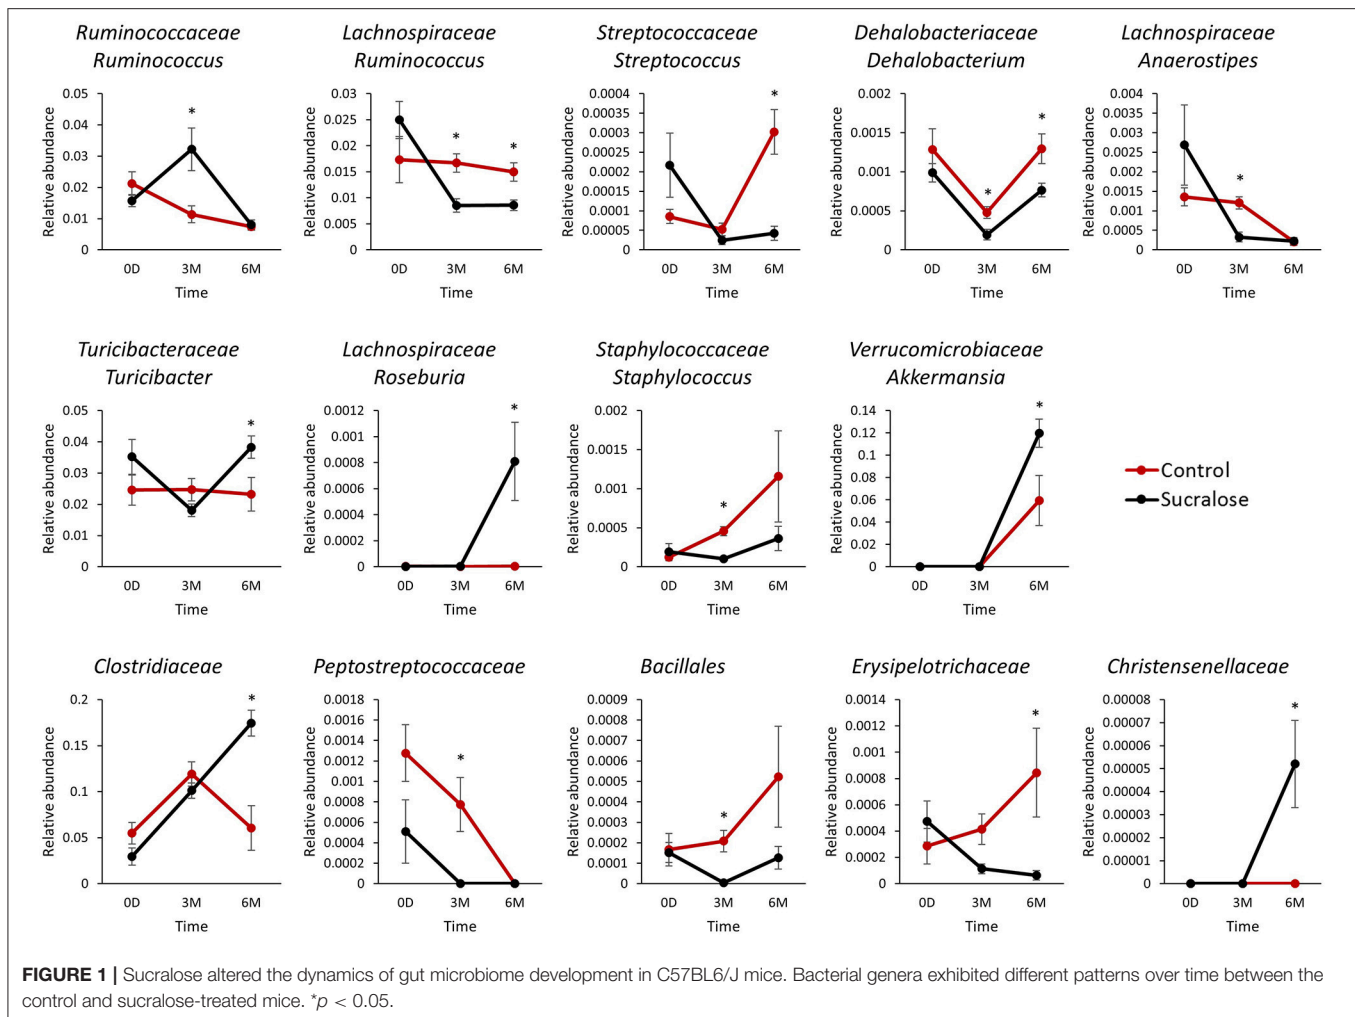 Ruminococcaceae
Ruminococcus
Relative abundance
0.05
0.04
0.03
0.02
0.01
0
*
0D 3M 6M
Time
Lachnospiraceae
Ruminococcus
Relative abundance
0.03
0.025
0.02
0.015
0.01
0.005
0
*
*
0D 3M 6M
Time
Streptococcaceae
Streptococcus
Relative abundance
0.0004
0.00035
0.0003
0.00025
0.0002
0.00015
0.0001
0.00005
0
*
0D 3M 6M
Time
Dehalobacteriaceae
Dehalobacterium
Relative abundance
0.002
0.0015
0.001
0.0005
0
*
*
0D 3M 6M
Time
Lachnospiraceae
Anaerostipes
Relative abundance
0.004
0.0035
0.003
0.0025
0.002
0.0015
0.001
0.0005
0
*
0D 3M 6M
Time
Turicibacteraceae
Turicibacter
Relative abundance
0.05
0.04
0.03
0.02
0.01
0
*
0D 3M 6M
Time
Lachnospiraceae
Roseburia
Relative abundance
0.0012
0.001
0.0008
0.0006
0.0004
0.0002
0
*
0D 3M 6M
Time
Staphylococcaceae
Staphylococcus
Relative abundance
0.002
0.0015
0.001
0.0005
0
*
0D 3M 6M
Time
Verrucomicrobiaceae
Akkermansia
Relative abundance
0.14
0.12
0.10
0.08
0.06
0.04
0.02
0
*
0D 3M 6M
Time
Control
Sucralose
Clostridiaceae
Relative abundance
0.2
0.15
0.1
0.05
0
*
0D 3M 6M
Time
Peptostreptococcaceae
Relative abundance
0.0018
0.0016
0.0014
0.0012
0.001
0.0008
0.0006
0.0004
0.0002
0
*
0D 3M 6M
Time
Bacillales
Relative abundance
0.0009
0.0008
0.0007
0.0006
0.0005
0.0004
0.0003
0.0002
0.0001
0
*
0D 3M 6M
Time
Erysipelotrichaceae
Relative abundance
0.0014
0.0012
0.001
0.0008
0.0006
0.0004
0.0002
0
*
0D 3M 6M
Time
Christensenellaceae
Relative abundance
0.00008
0.00007
0.00006
0.00005
0.00004
0.00003
0.00002
0.00001
0
*
0D 3M 6M
Time
FIGURE 1 | Sucralose altered the dynamics of gut microbiome development in C57BL6/J mice. Bacterial genera exhibited different patterns over time between the
control and sucralose-treated mice. *p < 0.05.